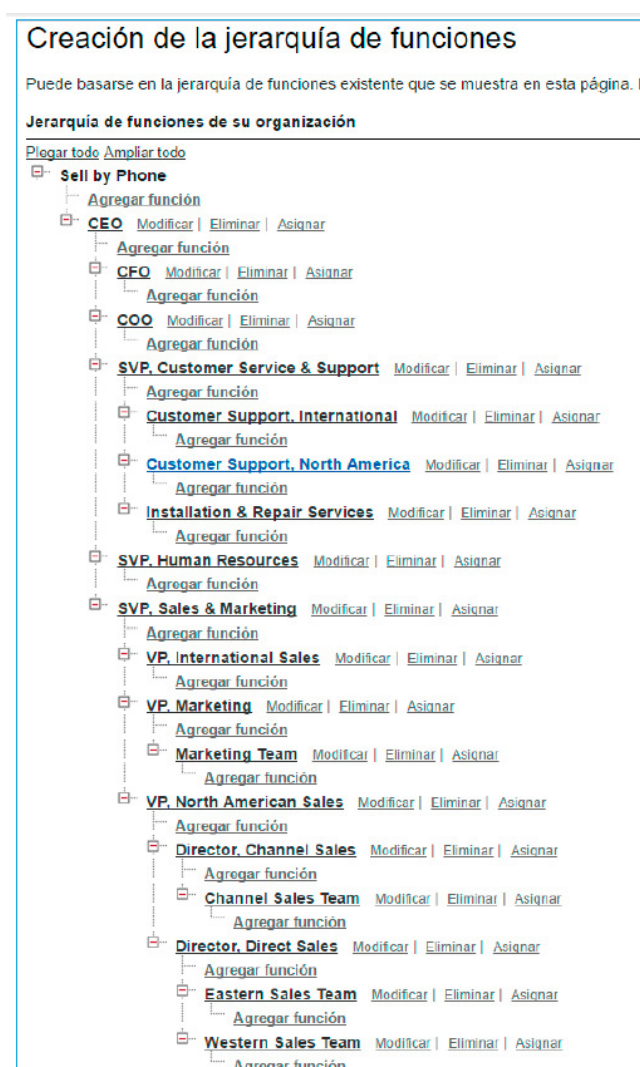 Creación de la jerarquía de funciones
Puede basarse en la jerarquía de funciones existente que se muestra en esta página.
Jerarquía de funciones de su organización
Plegar todo Ampliar todo
Sell by Phone
Agregar función
CEO Modificar | Eliminar | Asignar
Agregar función
CFO Modificar | Eliminar | Asignar
Agregar función
COO Modificar | Eliminar | Asignar
Agregar función
SVP, Customer Service & Support Modificar | Eliminar | Asignar
Agregar función
Customer Support, International Modificar | Eliminar | Asignar
Agregar función
Customer Support, North America Modificar | Eliminar | Asignar
Agregar función
Installation & Repair Services Modificar | Eliminar | Asignar
Agregar función
SVP, Human Resources Modificar | Eliminar | Asignar
Agregar función
SVP, Sales & Marketing Modificar | Eliminar | Asignar
Agregar función
VP, International Sales Modificar | Eliminar | Asignar
Agregar función
VP, Marketing Modificar | Eliminar | Asignar
Agregar función
Marketing Team Modificar | Eliminar | Asignar
Agregar función
VP, North American Sales Modificar | Eliminar | Asignar
Agregar función
Director, Channel Sales Modificar | Eliminar | Asignar
Agregar función
Channel Sales Team Modificar | Eliminar | Asignar
Agregar función
Director, Direct Sales Modificar | Eliminar | Asignar
Agregar función
Eastern Sales Team Modificar | Eliminar | Asignar
Agregar función
Western Sales Team Modificar | Eliminar | Asignar
Agregar función